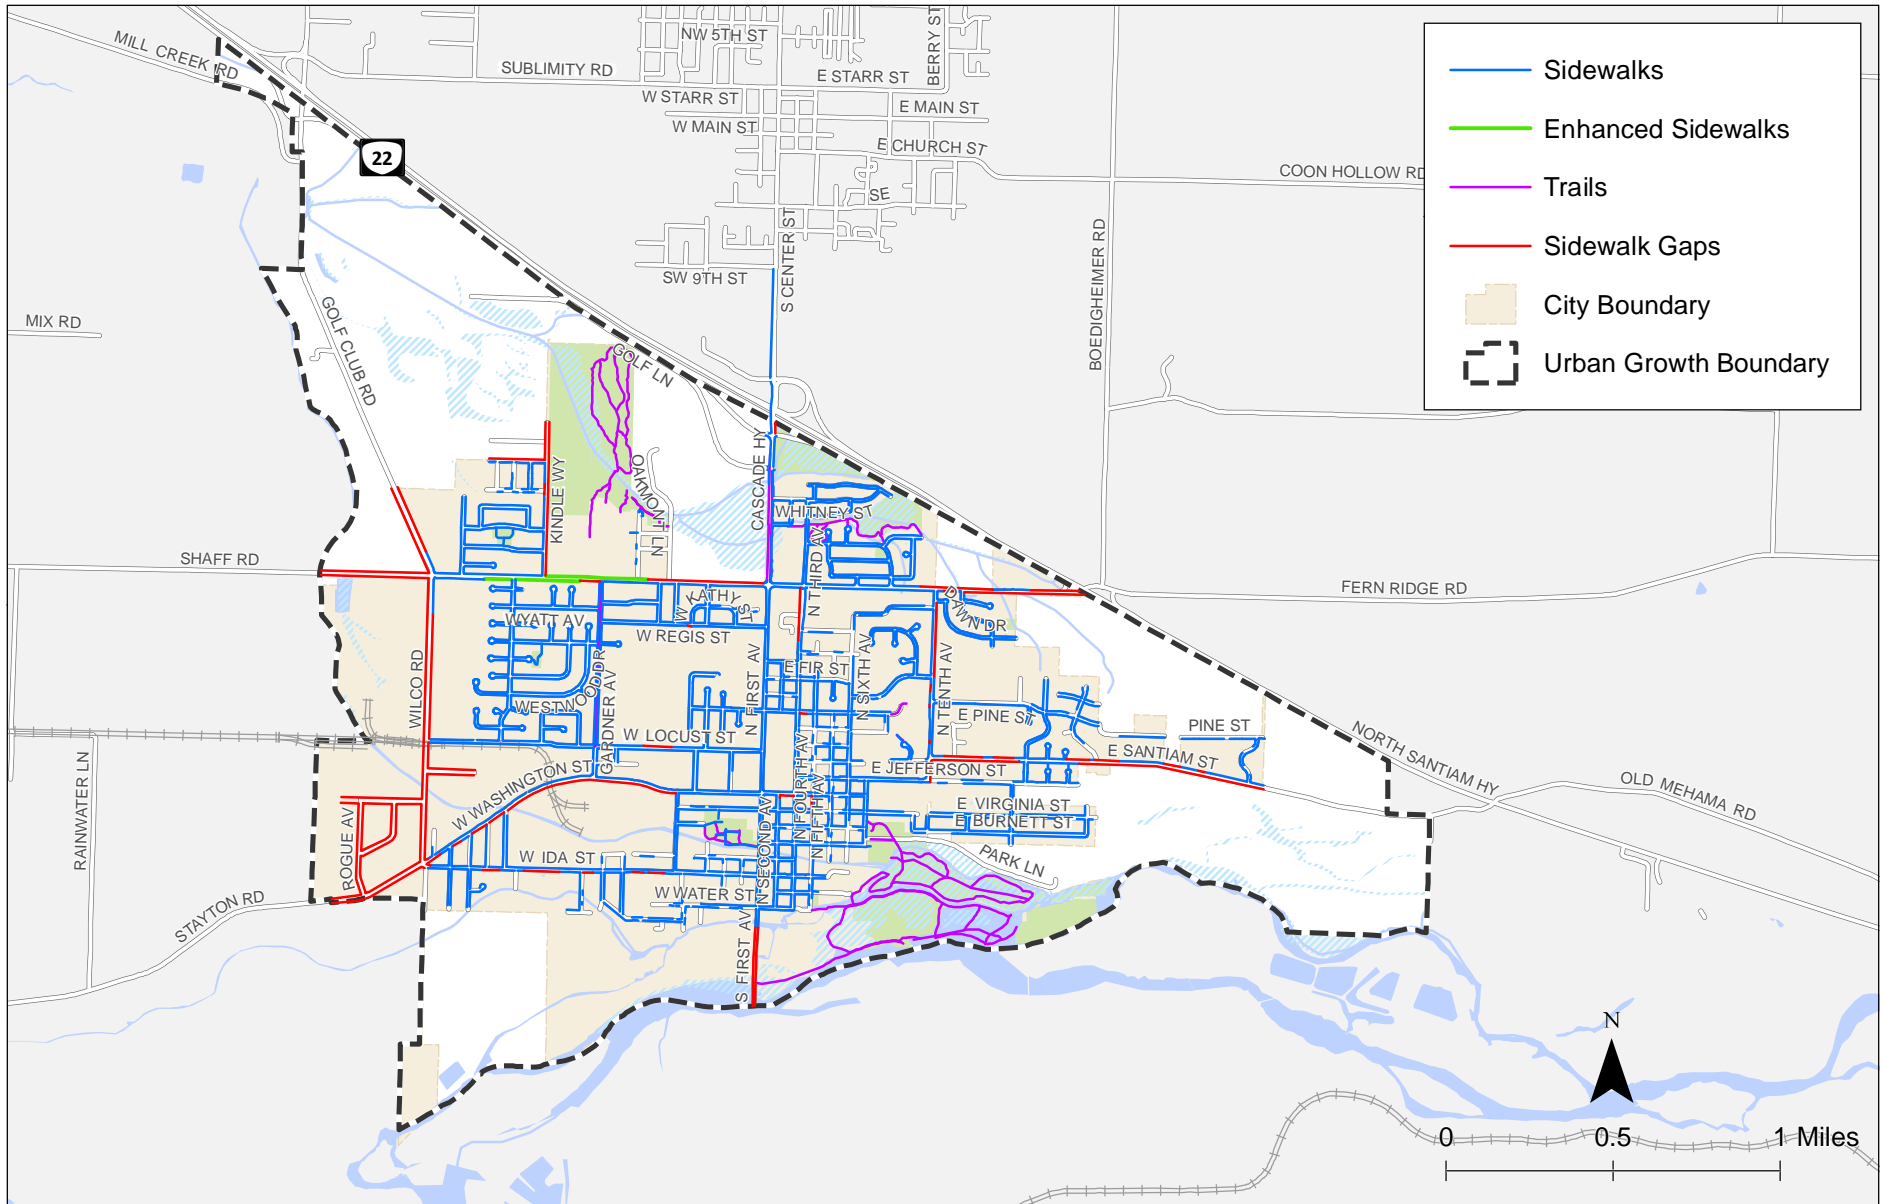 NW 5TH ST
BERRY ST
MILL CREEK RD
SUBLIMITY RD
E STARR ST
W STARR ST
E MAIN ST
W MAIN ST
E CHURCH ST
22
COON HOLLOW RD
SE
S CENTER ST
BOEDIGHEIMER RD
SW 9TH ST
MIX RD
GOLF CLUB RD
GOLF LN
CASCADE HY
KINDLE WY
OAKMONT LN
WHITNEY ST
N THIRD AV
SHAFF RD
FERN RIDGE RD
W KATHY ST
DAWN DR
WYATT AV
W REGIS ST
WILCO RD
E FIR ST
N SIXTH AV
N TENTH AV
N FIRST AV
WESTWOOD DR
GARDNER AV
E PINE ST
PINE ST
W LOCUST ST
E SANTIAM ST
NORTH SANTIAM HY
OLD MEHAMA RD
RAINWATER LN
W WASHINGTON ST
E JEFFERSON ST
N FOURTH AV
N FIFTH AV
N SECOND AV
E VIRGINIA ST
E BURNETT ST
ROGUE AV
W IDA ST
PARK LN
W WATER ST
STAYTON RD
S FIRST AV
Sidewalks
Enhanced Sidewalks
Trails
Sidewalk Gaps
City Boundary
Urban Growth Boundary
N
0 0.5 1 Miles